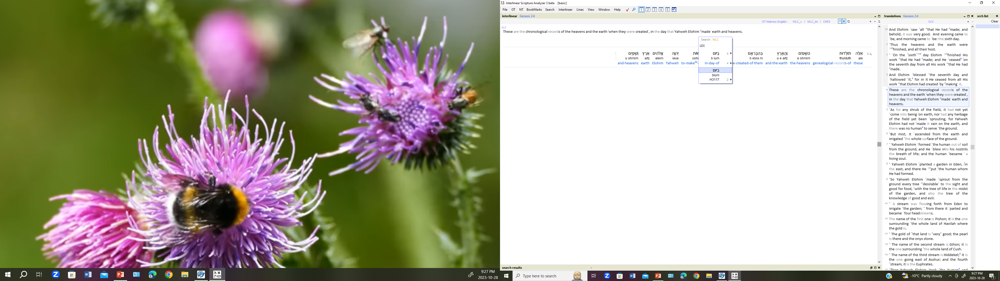 Interlinear Scripture Analyzer 3 beta [basic]
File OT NT BookMarks Search Interlinear Lines View Window Help 1 2 3 4 5
interlinear Genesis 2:4
OT Hebrew-English : WLC_v / WLC_tm / CHES * K Q
CLV
These are the chronological records of the heavens and the earth when they were created, in the day that Yahweh Elohim made earth and heavens.
Search : WLC
LEX
בְּיוֹם 4
b·ium
in-day-of 4
ביום
bium
H3117 2
2:4 אֵלֶּה תוֹלְדוֹת הַשָּׁמַיִם וְהָאָרֶץ בְּהִבָּרְאָם
ale thulduth e·shmim u·e·artz b·ebra·m
these genealogical-records-of the-heavens and·the·earth e-created-of-them
יְהוָה אֱלֹהִים אֶרֶץ וְשָׁמָיִם :
ieue aleim artz u·shmim :
to-make Yahweh Elohim earth and·heavens
search results
translations Genesis 2:4
CLV
31 And Elohim saw all that He had made; and
behold, it was very good. And evening came to
be, and morning came to be: the sixth day.
1 Thus the heavens and the earth were
finished, and all their host.
2 On the sixth day Elohim finished His
work that He had made; and He ceased on
the seventh day from all His work that He had
made.
3 And Elohim blessed the seventh day and
hallowed it, for in it He ceased from all His
work that Elohim had created by making it.
4 These are the chronological records of the
heavens and the earth when they were created,
in the day that Yahweh Elohim made earth and
heavens.
5 As for any shrub of the field, it had not yet
come into being on earth, nor had any herbage
of the field yet been sprouting, for Yahweh
Elohim had not made it rain on the earth, and
there was no human to serve the ground.
6 But mist, it ascended from the earth and
irrigated the whole surface of the ground.
7 Yahweh Elohim formed the human out of soil
from the ground, and He blew into his nostrils
the breath of life; and the human became a
living soul.
8 Yahweh Elohim planted a garden in Eden, in
the east, and there He put the human whom
He had formed.
9 So Yahweh Elohim made sprout from the
ground every tree desirable to the sight and
good for food, with the tree of life in the midst
of the garden, and also the tree of the
knowledge of good and evil.
10 A stream was flowing forth from Eden to
irrigate the garden; from there it parted and
became four headstreams.
11 The name of the first one is Pishon; it is the one
surrounding the whole land of Havilah where
the gold is.
12 The gold of that land is very good; the pearl
is there and the onyx stone.
13 The name of the second stream is Gihon; it is
the one surrounding the whole land of Cush.
14 The name of the third stream is Hiddekel; it is
the one going east of Asshur; and the fourth
stream, it is the Euphrates.
15 Then Yahweh Elohim took the human and
srch list
Clear
9:27 PM
2023-10-28
Type here to search
-10°C Partly cloudy
9:27 PM
2023-10-28